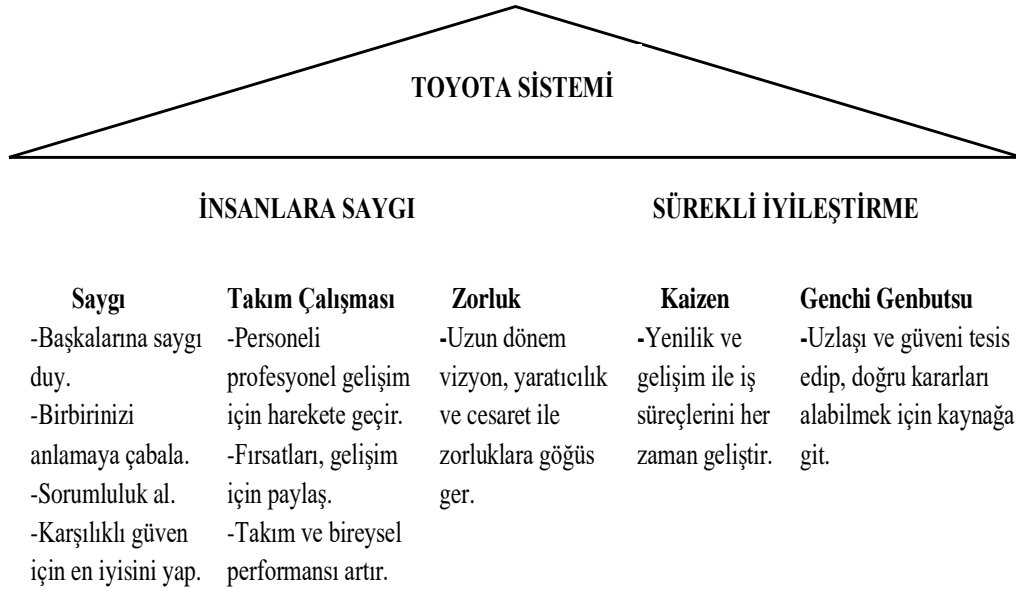 TOYOTA SİSTEMİ
İNSANLARA SAYGI
SÜREKLİ İYİLEŞTİRME
Saygı
-Başkalarına saygı
duy.
-Birbirinizi
anlamaya çabala.
-Sorumluluk al.
-Karşılıklı güven
için en iyisini yap.
Takım Çalışması
-Personeli
profesyonel gelişim
için harekete geçir.
-Fırsatları, gelişim
için paylaş.
-Takım ve bireysel
performansı artır.
Zorluk
-Uzun dönem
vizyon, yaratıcılık
ve cesaret ile
zorluklara göğüs
ger.
Kaizen
-Yenilik ve
gelişim ile iş
süreçlerini her
zaman geliştir.
Genchi Genbutsu
-Uzlaşı ve güveni tesis
edip, doğru kararları
alabilmek için kaynağa
git.